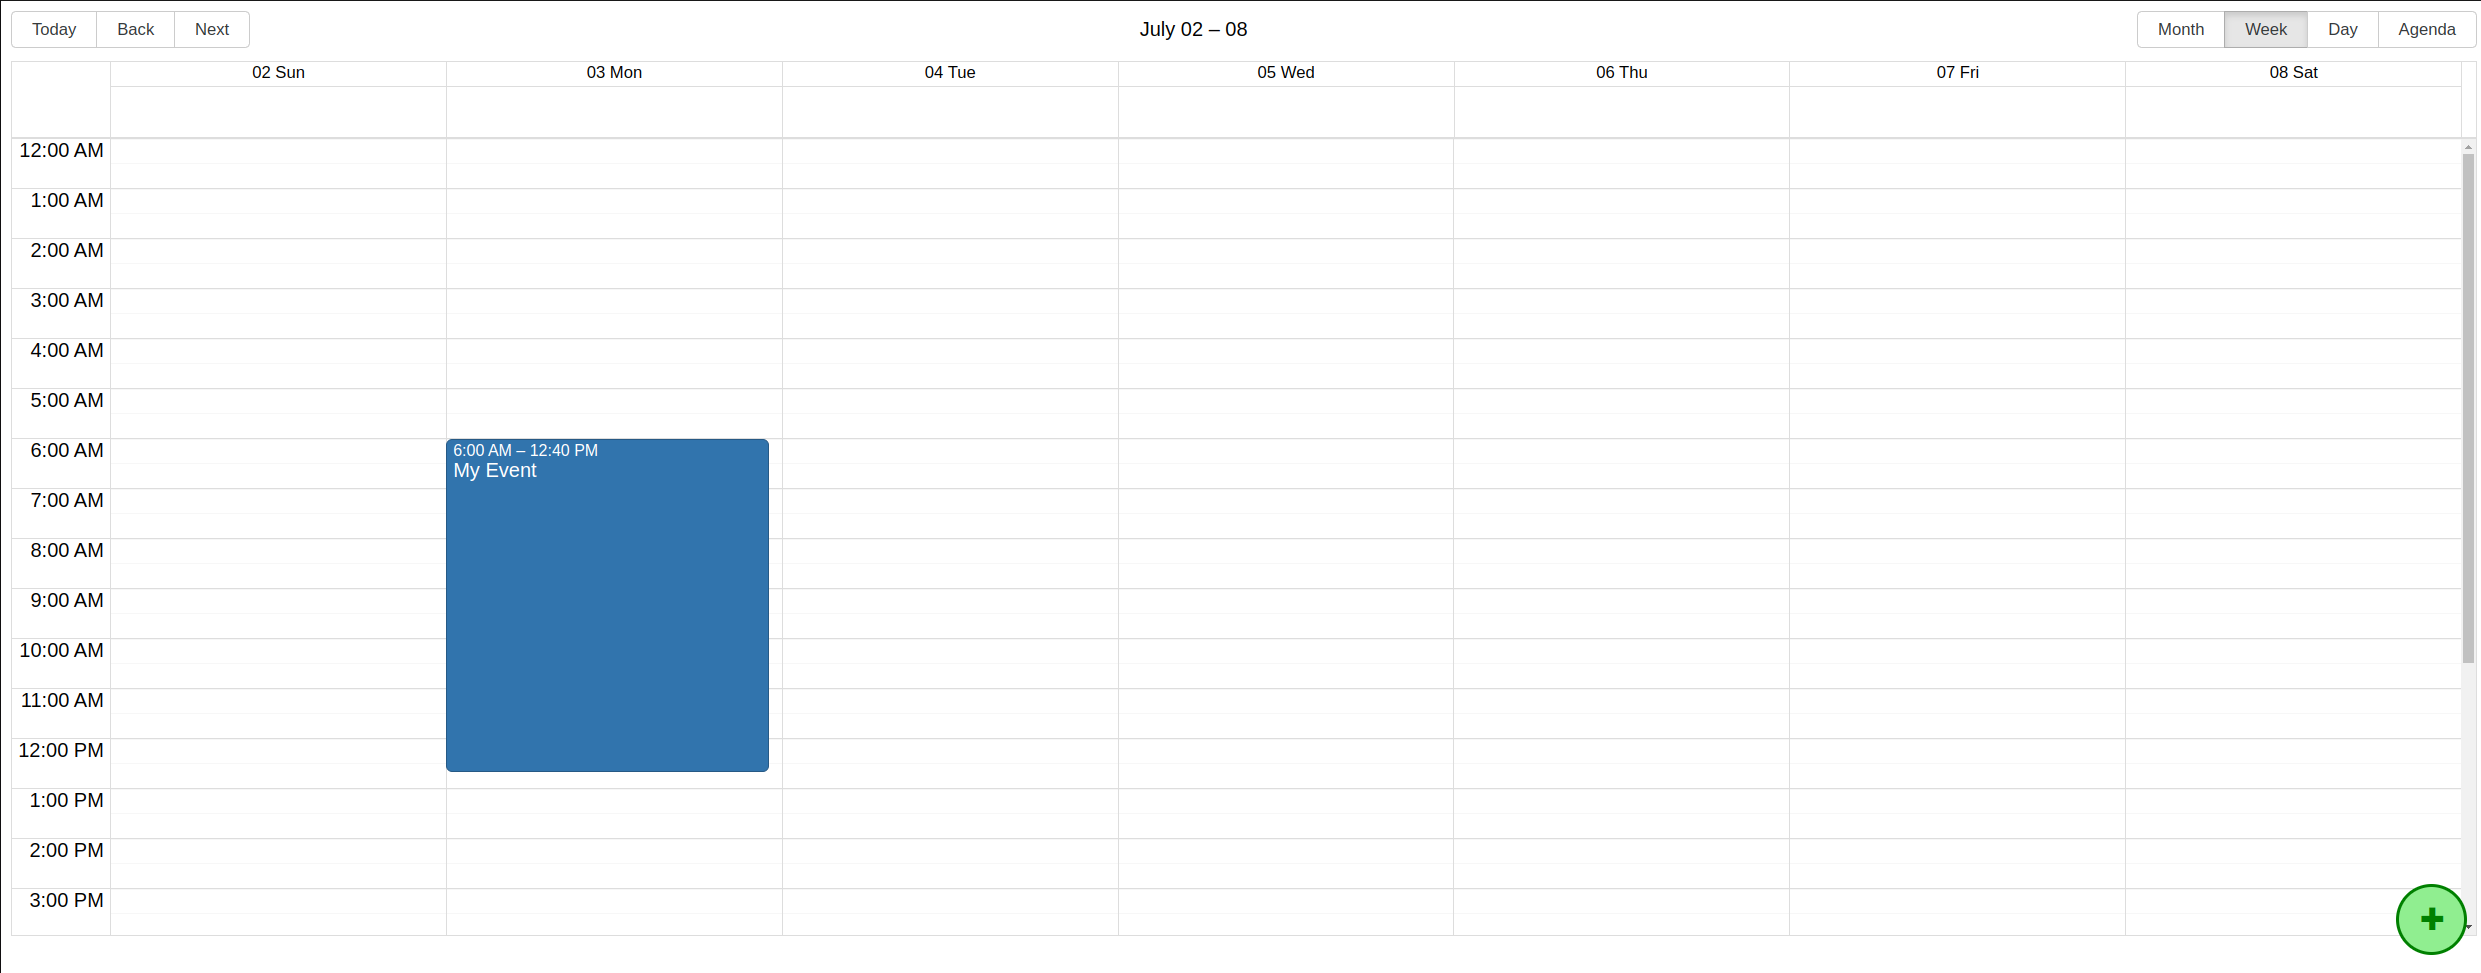 Today Back Next July 02 – 08 Month Week Day Agenda
02 Sun 03 Mon 04 Tue 05 Wed 06 Thu 07 Fri 08 Sat
12:00 AM
1:00 AM
2:00 AM
3:00 AM
4:00 AM
5:00 AM
6:00 AM 6:00 AM – 12:40 PM
My Event
7:00 AM
8:00 AM
9:00 AM
10:00 AM
11:00 AM
12:00 PM
1:00 PM
2:00 PM
3:00 PM